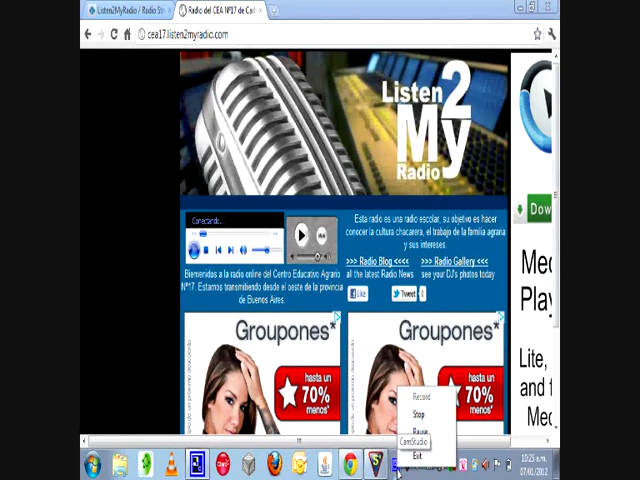 Listen2MyRadio / Radio Str
Radio del CEA Nº17 de Carl
cea17.listen2myradio.com
Listen 2
My
Radio
Conectando...
Esta radio es una radio escolar, su objetivo es hacer
conocer la cultura chacarera, el trabajo de la familia agraria
y sus intereses.
>>> Radio Blog <<<<
all the latest Radio News
>>> Radio Gallery <<<
see your DJ's photos today
Like
Tweet
0
Bienvenidos a la radio online del Centro Educativo Agrario
Nº17. Estamos transmitiendo desde el oeste de la provincia
de Buenos Aires.
Groupones*
hasta un
70%
menos*
Groupones*
hasta un
70%
menos*
Dow
Med
Play
Lite,
and f
Med
Record
Stop
Pause
CamStudio
Exit
10:25 a.m.
07/01/2012